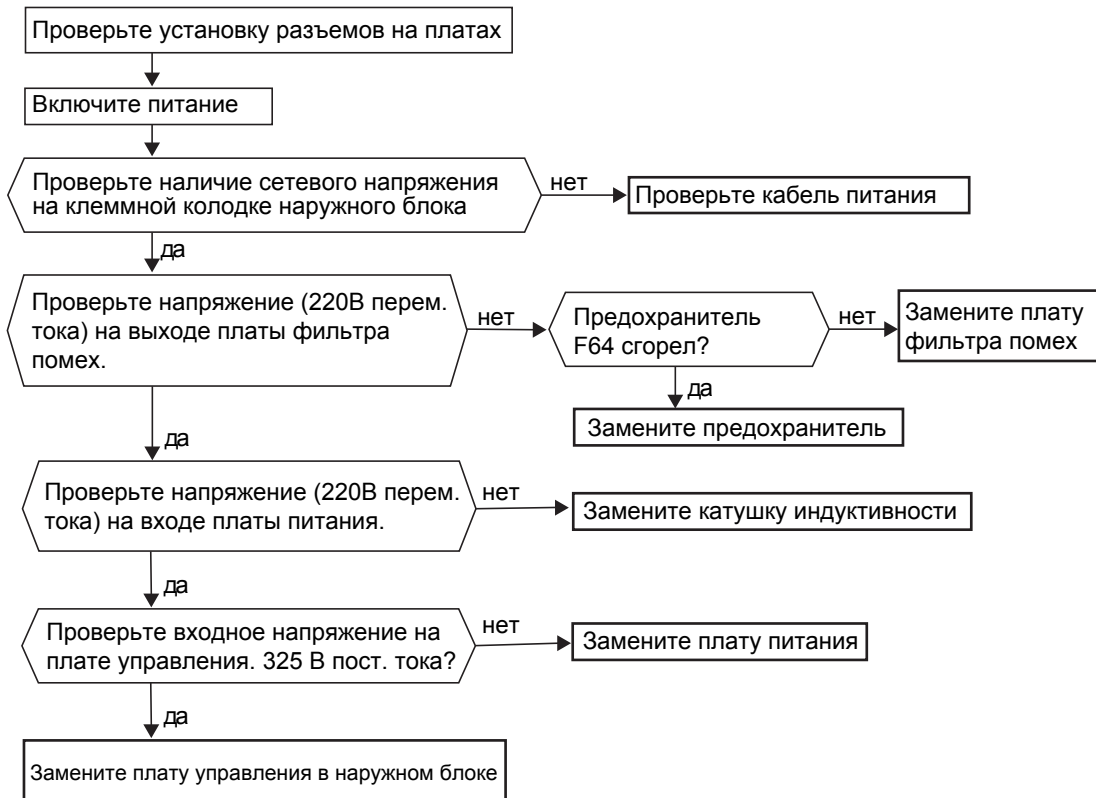 Проверьте установку разъемов на платах
Включите питание
Проверьте наличие сетевого напряжения
на клеммной колодке наружного блока
нет
Проверьте кабель питания
да
Проверьте напряжение (220В перем.
тока) на выходе платы фильтра
помех.
нет
Предохранитель
F64 сгорел?
нет
Замените плату
фильтра помех
да
Замените предохранитель
да
Проверьте напряжение (220В перем.
тока) на входе платы питания.
нет
Замените катушку индуктивности
да
Проверьте входное напряжение на
плате управления. 325 В пост. тока?
нет
Замените плату питания
да
Замените плату управления в наружном блоке